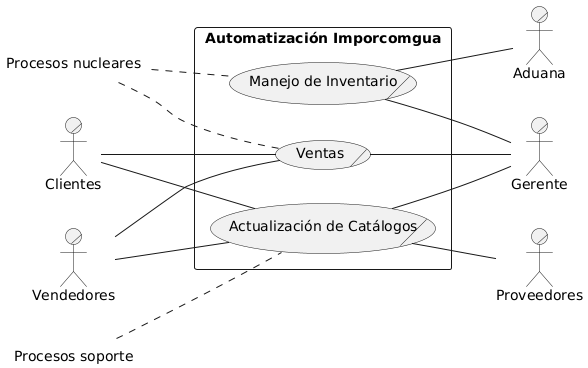 Automatización Imporcomgua
Procesos nucleares
Manejo de Inventario
Aduana
Clientes
Ventas
Gerente
Actualización de Catálogos
Vendedores
Proveedores
Procesos soporte